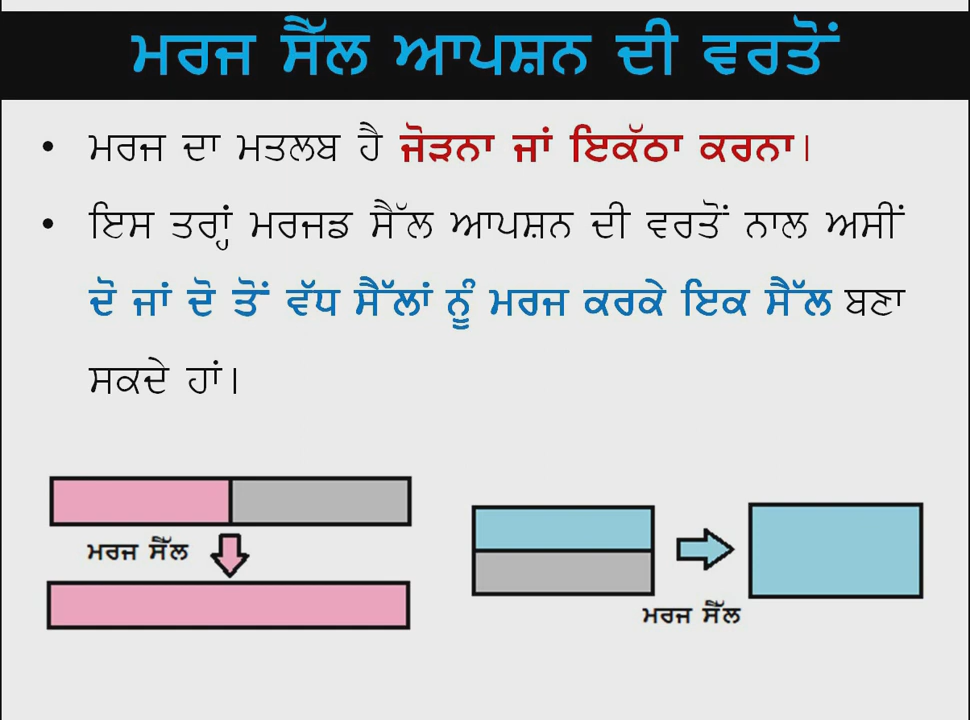 ਮਰਜ ਸੈੱਲ ਆਪਸ਼ਨ ਦੀ ਵਰਤੋਂ
• ਮਰਜ ਦਾ ਮਤਲਬ ਹੈ ਜੋੜਨਾ ਜਾਂ ਇਕੱਠਾ ਕਰਨਾ।
• ਇਸ ਤਰ੍ਹਾਂ ਮਰਜਡ ਸੈੱਲ ਆਪਸ਼ਨ ਦੀ ਵਰਤੋਂ ਨਾਲ ਅਸੀਂ
ਦੋ ਜਾਂ ਦੋ ਤੋਂ ਵੱਧ ਸੈੱਲਾਂ ਨੂੰ ਮਰਜ ਕਰਕੇ ਇਕ ਸੈੱਲ ਬਣਾ
ਸਕਦੇ ਹਾਂ।
ਮਰਜ ਸੈੱਲ
ਮਰਜ ਸੈੱਲ